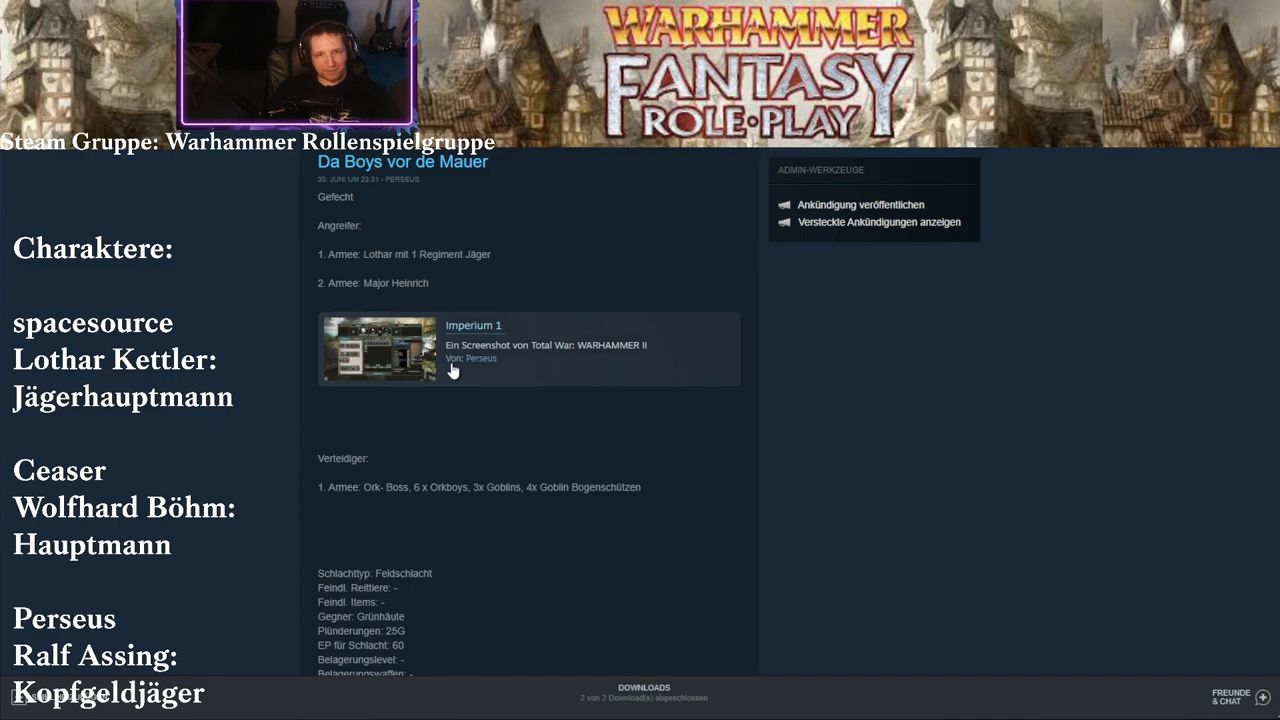 WARHAMMER
FANTASY
ROLE·PLAY
Steam Gruppe: Warhammer Rollenspielgruppe
Charaktere:
spacesource
Lothar Kettler:
Jägerhauptmann
Ceaser
Wolfhard Böhm:
Hauptmann
Perseus
Ralf Assing:
Kopfgeldjäger
Da Boys vor de Mauer
30. JUNI UM 23:31 - PERSEUS
Gefecht
Angreifer:
1. Armee: Lothar mit 1 Regiment Jäger
2. Armee: Major Heinrich
Imperium 1
Ein Screenshot von Total War: WARHAMMER II
Von: Perseus
Verteidiger:
1. Armee: Ork- Boss, 6 x Orkboys, 3x Goblins, 4x Goblin Bogenschützen
Schlachttyp: Feldschlacht
Feindl. Reittiere: -
Feindl. Items: -
Gegner: Grünhäute
Plünderungen: 25G
EP für Schlacht: 60
Belagerungslevel: -
Belagerungswaffen: -
ADMIN-WERKZEUGE
Ankündigung veröffentlichen
Versteckte Ankündigungen anzeigen
DOWNLOADS
2 von 2 Download(s) abgeschlossen
FREUNDE
& CHAT